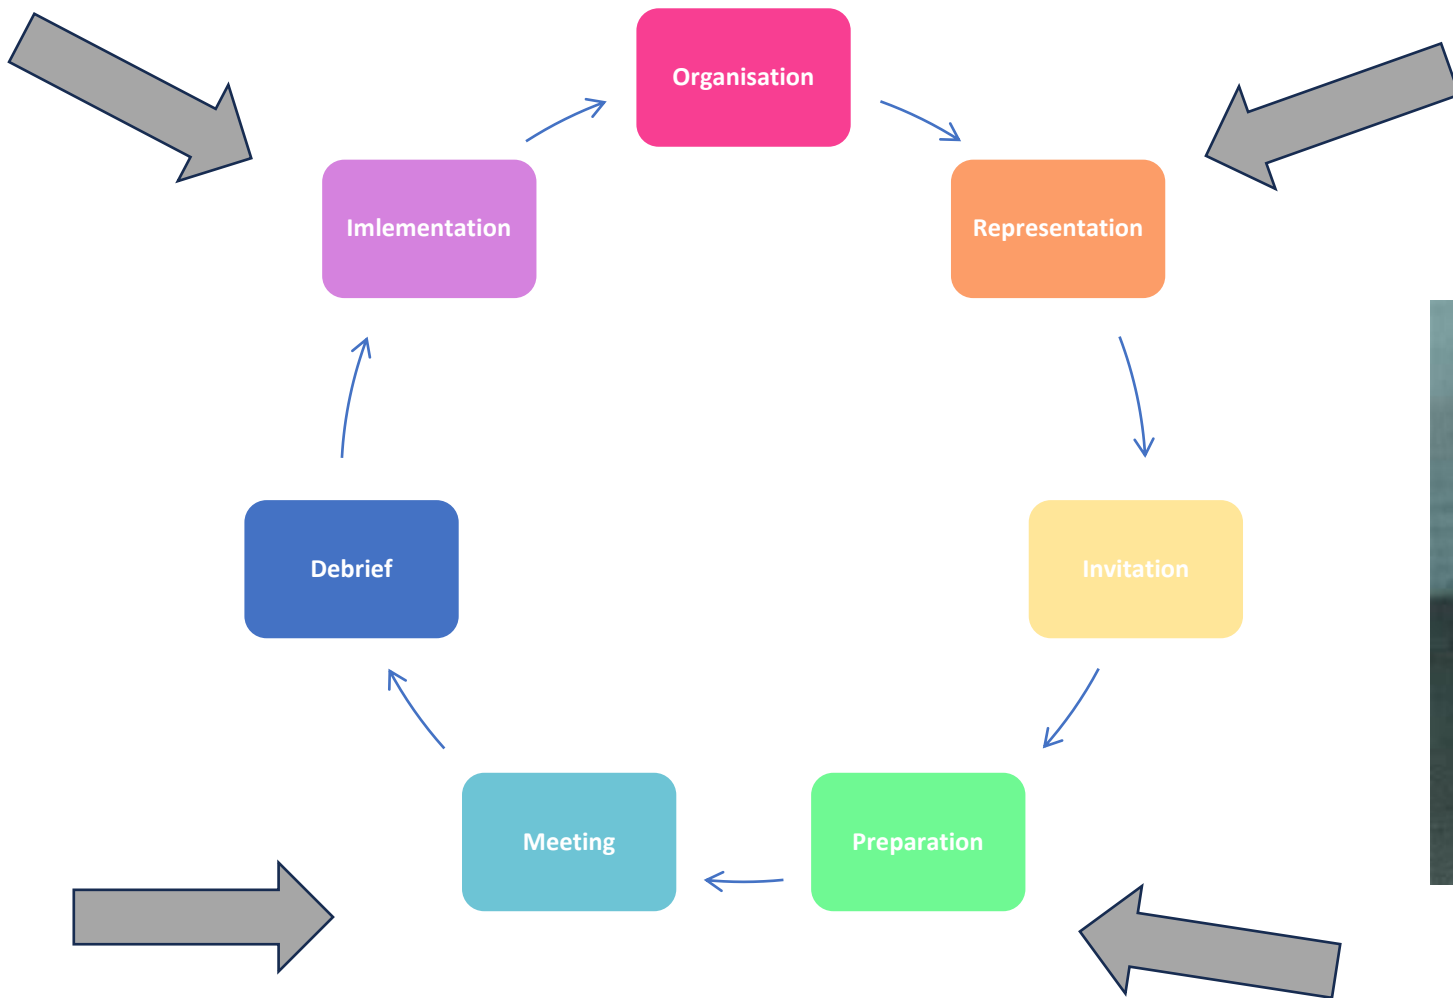 Organisation
Representation
Invitation
Preparation
Meeting
Debrief
Imlementation